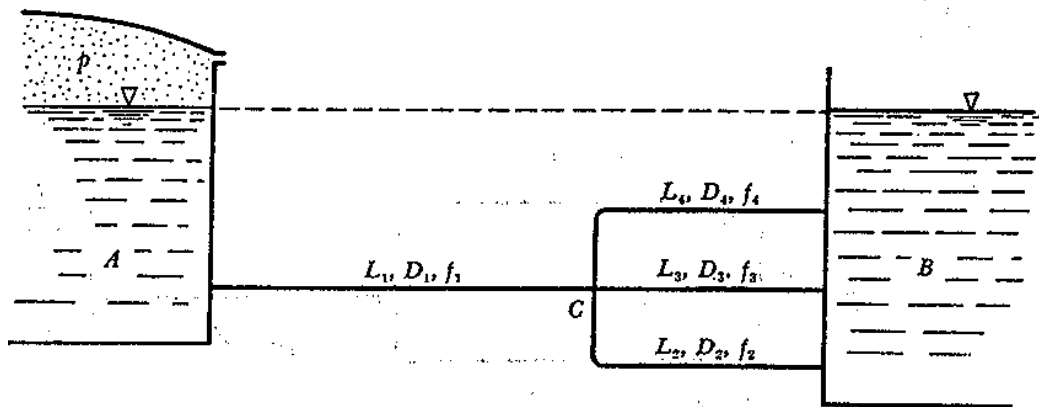 p
L₄, D₄, f₄
A
L₁, D₁, f₁
L₃, D₃, f₃
B
C
L₂, D₂, f₂